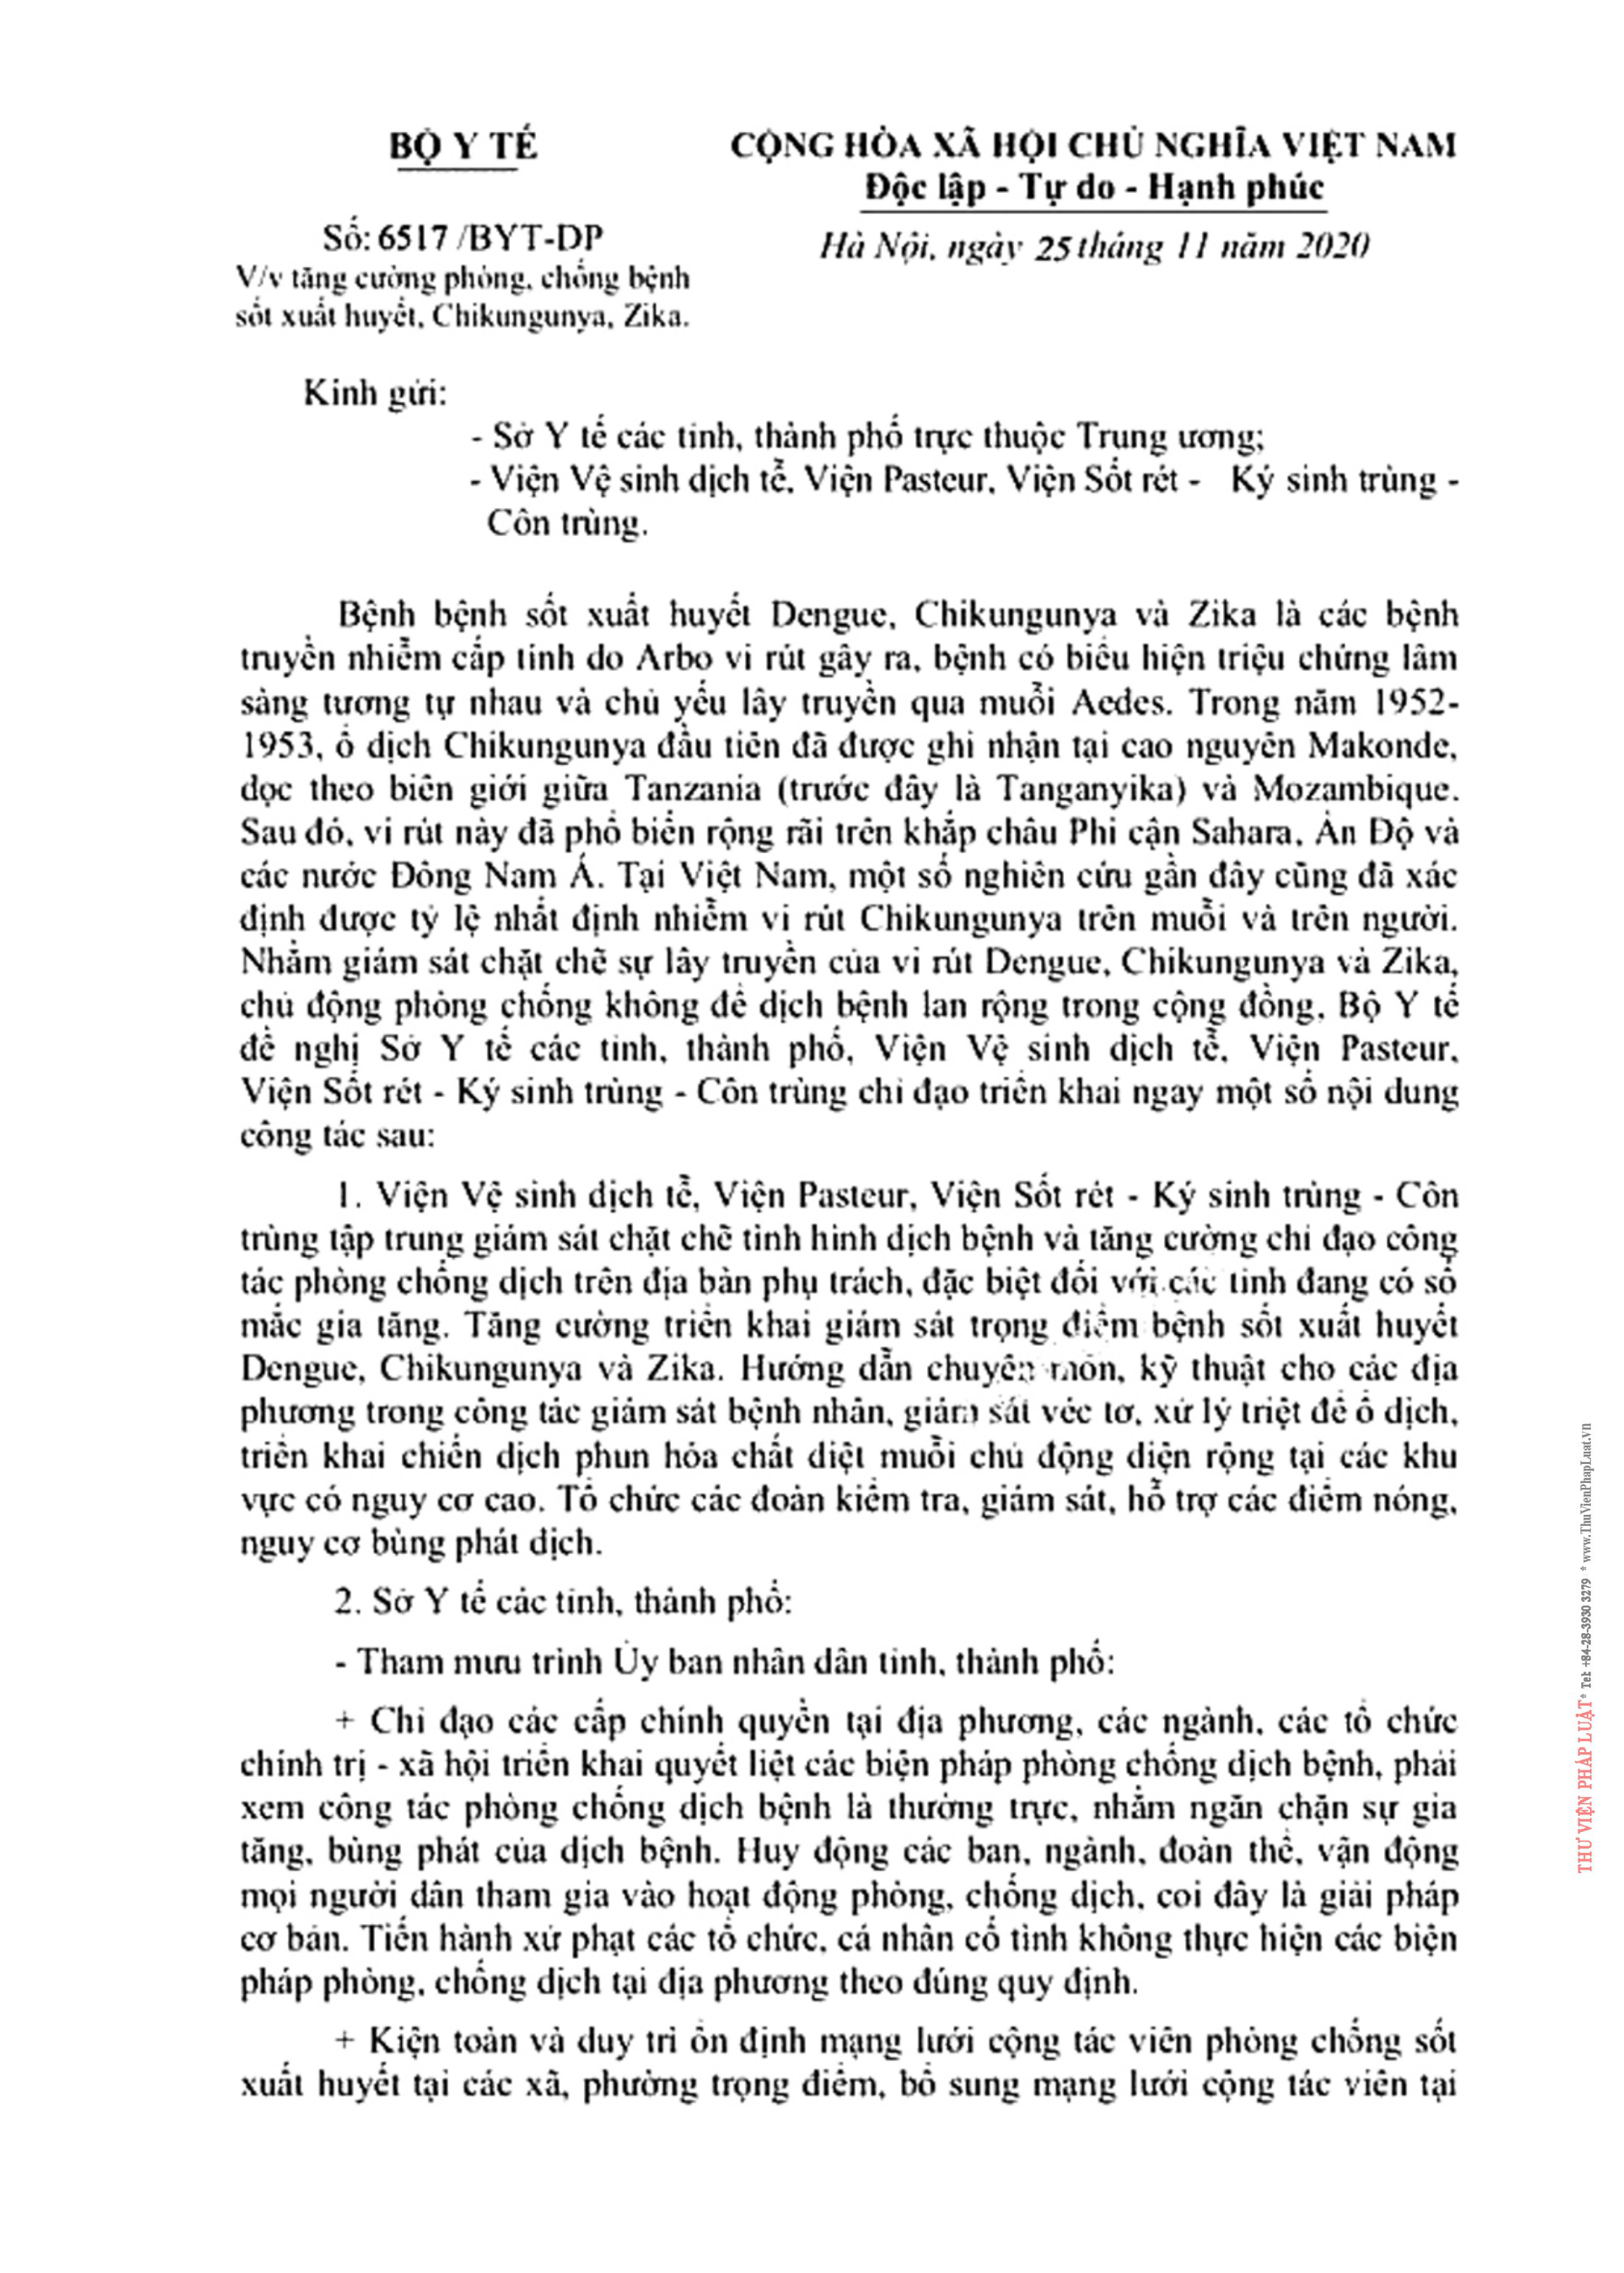 BỘ Y TẾ
CỘNG HÒA XÃ HỘI CHỦ NGHĨA VIỆT NAM
Độc lập - Tự do - Hạnh phúc
Số: 6517 /BYT-DP
Hà Nội, ngày 25 tháng 11 năm 2020
V/v tăng cường phòng, chống bệnh
sốt xuất huyết, Chikungunya, Zika.
Kính gửi:
- Sở Y tế các tỉnh, thành phố trực thuộc Trung ương;
- Viện Vệ sinh dịch tễ, Viện Pasteur, Viện Sốt rét - Ký sinh trùng -
Côn trùng.
Bệnh bệnh sốt xuất huyết Dengue, Chikungunya và Zika là các bệnh
truyền nhiễm cấp tính do Arbo vi rút gây ra, bệnh có biểu hiện triệu chứng lâm
sàng tương tự nhau và chủ yếu lây truyền qua muỗi Aedes. Trong năm 1952-
1953, ổ dịch Chikungunya đầu tiên đã được ghi nhận tại cao nguyên Makonde,
dọc theo biên giới giữa Tanzania (trước đây là Tanganyika) và Mozambique.
Sau đó, vi rút này đã phổ biến rộng rãi trên khắp châu Phi cận Sahara, Ấn Độ và
các nước Đông Nam Á. Tại Việt Nam, một số nghiên cứu gần đây cũng đã xác
định được tỷ lệ nhất định nhiễm vi rút Chikungunya trên muỗi và trên người.
Nhằm giám sát chặt chẽ sự lây truyền của vi rút Dengue, Chikungunya và Zika,
chủ động phòng chống không để dịch bệnh lan rộng trong cộng đồng, Bộ Y tế
đề nghị Sở Y tế các tỉnh, thành phố, Viện Vệ sinh dịch tễ, Viện Pasteur,
Viện Sốt rét - Ký sinh trùng - Côn trùng chỉ đạo triển khai ngay một số nội dung
công tác sau:
1. Viện Vệ sinh dịch tễ, Viện Pasteur, Viện Sốt rét - Ký sinh trùng - Côn
trùng tập trung giám sát chặt chẽ tình hình dịch bệnh và tăng cường chỉ đạo công
tác phòng chống dịch trên địa bàn phụ trách, đặc biệt đối với các tỉnh đang có số
mắc gia tăng. Tăng cường triển khai giám sát trọng điểm bệnh sốt xuất huyết
Dengue, Chikungunya và Zika. Hướng dẫn chuyên môn, kỹ thuật cho các địa
phương trong công tác giám sát bệnh nhân, giám sát véc tơ, xử lý triệt để ổ dịch,
triển khai chiến dịch phun hóa chất diệt muỗi chủ động diện rộng tại các khu
vực có nguy cơ cao. Tổ chức các đoàn kiểm tra, giám sát, hỗ trợ các điểm nóng,
nguy cơ bùng phát dịch.
2. Sở Y tế các tỉnh, thành phố:
- Tham mưu trình Ủy ban nhân dân tỉnh, thành phố:
+ Chỉ đạo các cấp chính quyền tại địa phương, các ngành, các tổ chức
chính trị - xã hội triển khai quyết liệt các biện pháp phòng chống dịch bệnh, phải
xem công tác phòng chống dịch bệnh là thường trực, nhằm ngăn chặn sự gia
tăng, bùng phát của dịch bệnh. Huy động các ban, ngành, đoàn thể, vận động
mọi người dân tham gia vào hoạt động phòng, chống dịch, coi đây là giải pháp
cơ bản. Tiến hành xử phạt các tổ chức, cá nhân cố tình không thực hiện các biện
pháp phòng, chống dịch tại địa phương theo đúng quy định.
+ Kiện toàn và duy trì ổn định mạng lưới cộng tác viên phòng chống sốt
xuất huyết tại các xã, phường trọng điểm, bổ sung mạng lưới cộng tác viên tại
THƯ VIỆN PHÁP LUẬT * Tel: +84-28-3930 3279 * www.ThuVienPhapLuat.vn